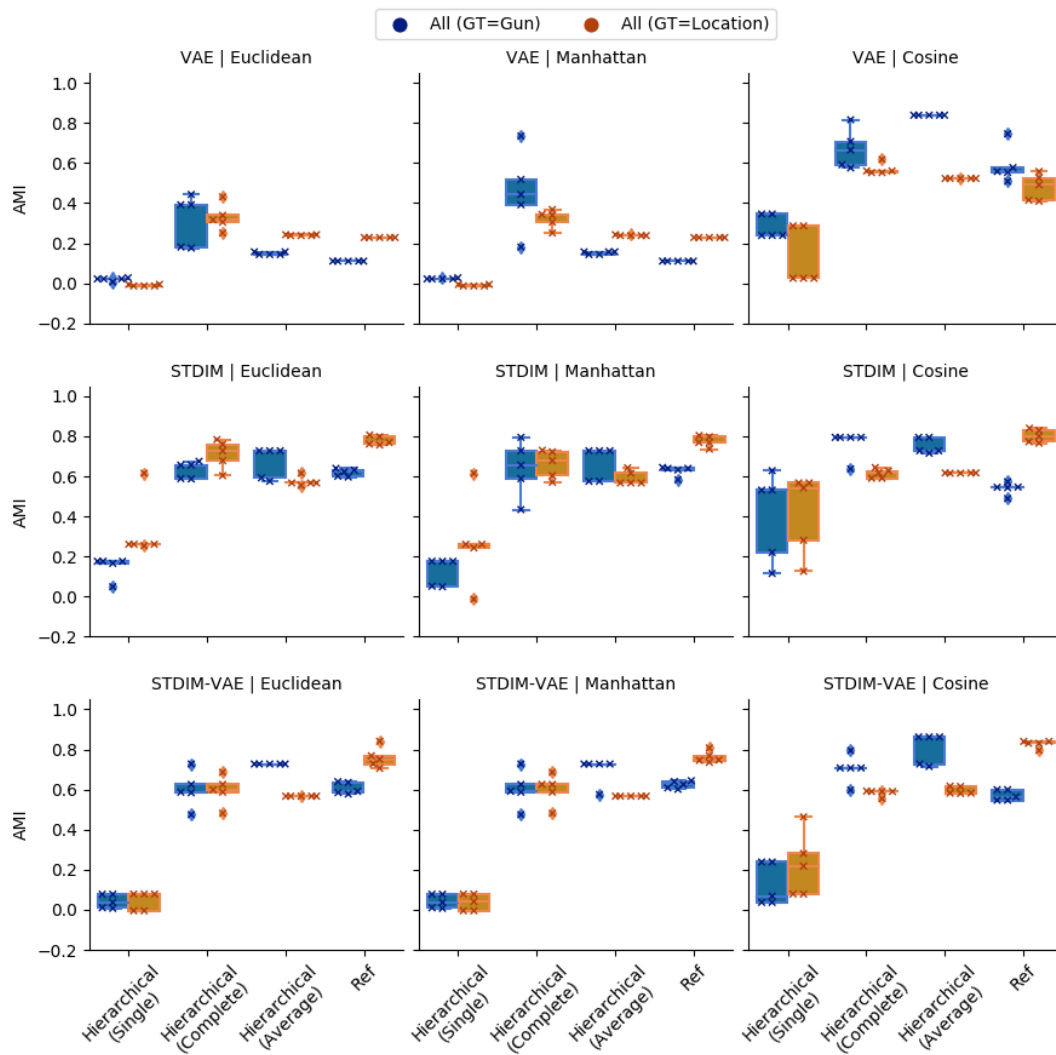 All (GT=Gun) All (GT=Location)
VAE | Euclidean VAE | Manhattan VAE | Cosine
1.0
0.8
0.6
AMI
0.4
0.2
0.0
−0.2
STDIM | Euclidean STDIM | Manhattan STDIM | Cosine
1.0
0.8
0.6
AMI
0.4
0.2
0.0
−0.2
STDIM-VAE | Euclidean STDIM-VAE | Manhattan STDIM-VAE | Cosine
1.0
0.8
0.6
AMI
0.4
0.2
0.0
−0.2
Hierarchical
(Single)
Hierarchical
(Complete)
Hierarchical
(Average)
Ref
Hierarchical
(Single)
Hierarchical
(Complete)
Hierarchical
(Average)
Ref
Hierarchical
(Single)
Hierarchical
(Complete)
Hierarchical
(Average)
Ref